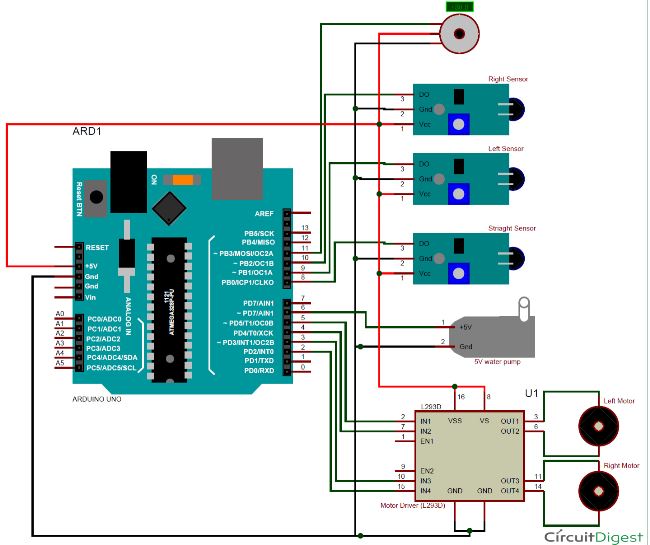 Right Sensor
DO
3
Gnd
2
Vcc
1
ARD1
Left Sensor
DO
3
Gnd
2
Vcc
1
ON
Reset BTN
AREF
PB5/SCK
13
PB4/MISO
12
~ PB3/MOSI/OC2A
11
~ PB2/OC1B
10
~ PB1/OC1A
9
PB0/ICP1/CLKO
8
Striaght Sensor
DO
3
Gnd
2
Vcc
1
RESET
+5V
Gnd
Gnd
Vin
1121
ATMEGA328P-PU
ANALOG IN
PD7/AIN1
7
~ PD7/AIN1
6
~ PD5/T1/OC0B
5
PD4/T0/XCK
4
~ PD3/INT1/OC2B
3
PD2/INT0
2
PD1/TXD
1
PD0/RXD
0
A0
PC0/ADC0
A1
PC1/ADC1
A2
PC2/ADC2
A3
PC3/ADC3
A4
PC4/ADC4/SDA
A5
PC5/ADC5/SCL
ARDUINO UNO
1
+5V
2
Gnd
5V water pump
U1
L293D
16
8
VSS
VS
2
IN1
7
IN2
1
EN1
9
EN2
10
IN3
15
IN4
OUT1
3
OUT2
6
OUT3
11
OUT4
14
GND
GND
4
5
Left Motor
Right Motor
Motor Driver (L293D)
CircuitDigest